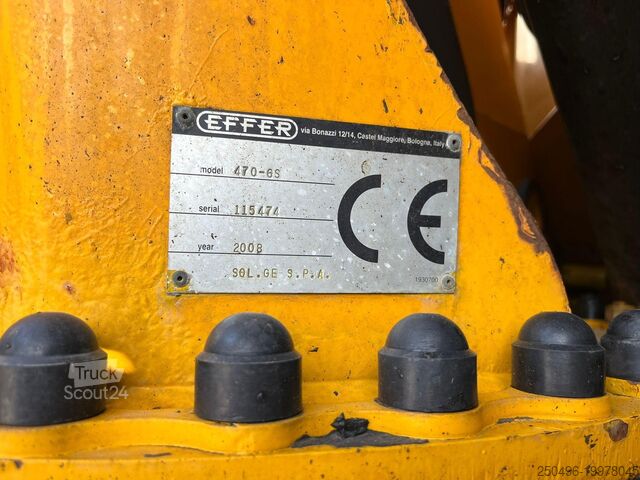 EFFER via Bonazzi 12/14, Castel Maggiore, Bologna, Italy
model 470-6S
serial 115474
year 2008
SOL.GE S.P.A.
1930700
Truck
Scout24
250496-19978045